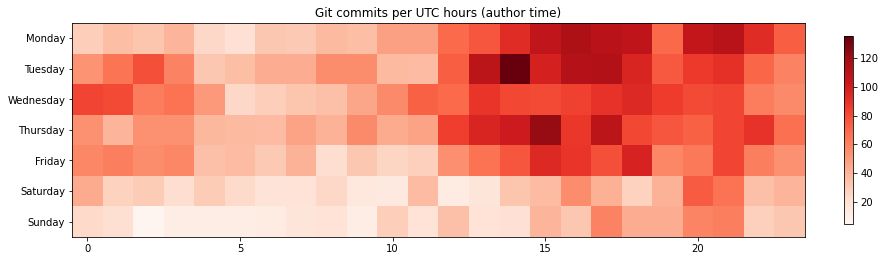 Git commits per UTC hours (author time)
Monday
Tuesday
Wednesday
Thursday
Friday
Saturday
Sunday
0 5 10 15 20
120
100
80
60
40
20